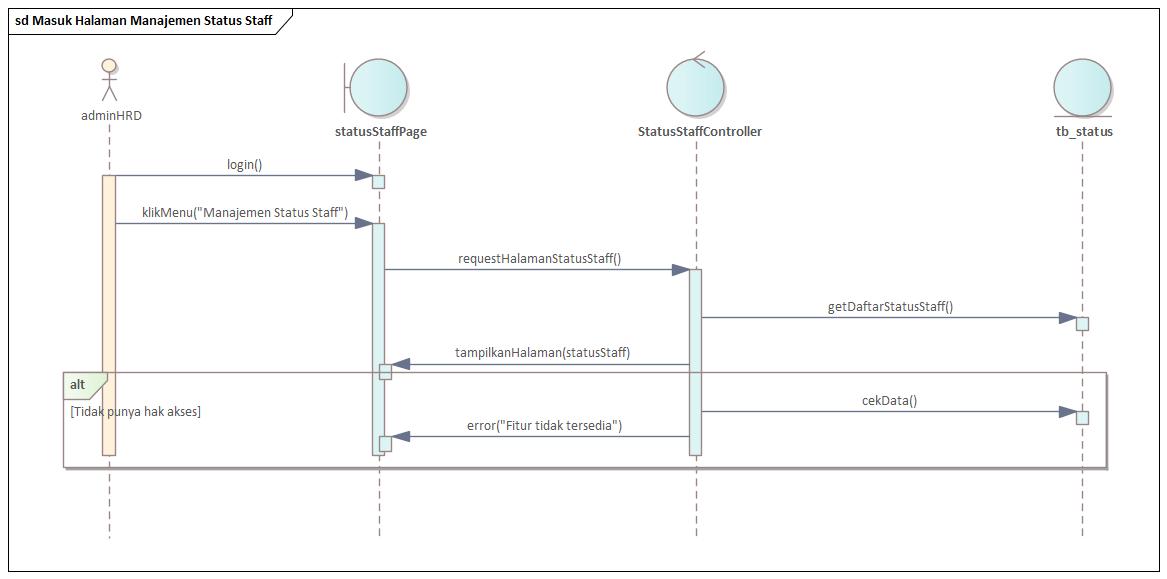 sd Masuk Halaman Manajemen Status Staff
adminHRD
statusStaffPage
StatusStaffController
tb_status
login()
klikMenu("Manajemen Status Staff")
requestHalamanStatusStaff()
getDaftarStatusStaff()
tampilkanHalaman(statusStaff)
alt
[Tidak punya hak akses]
cekData()
error("Fitur tidak tersedia")